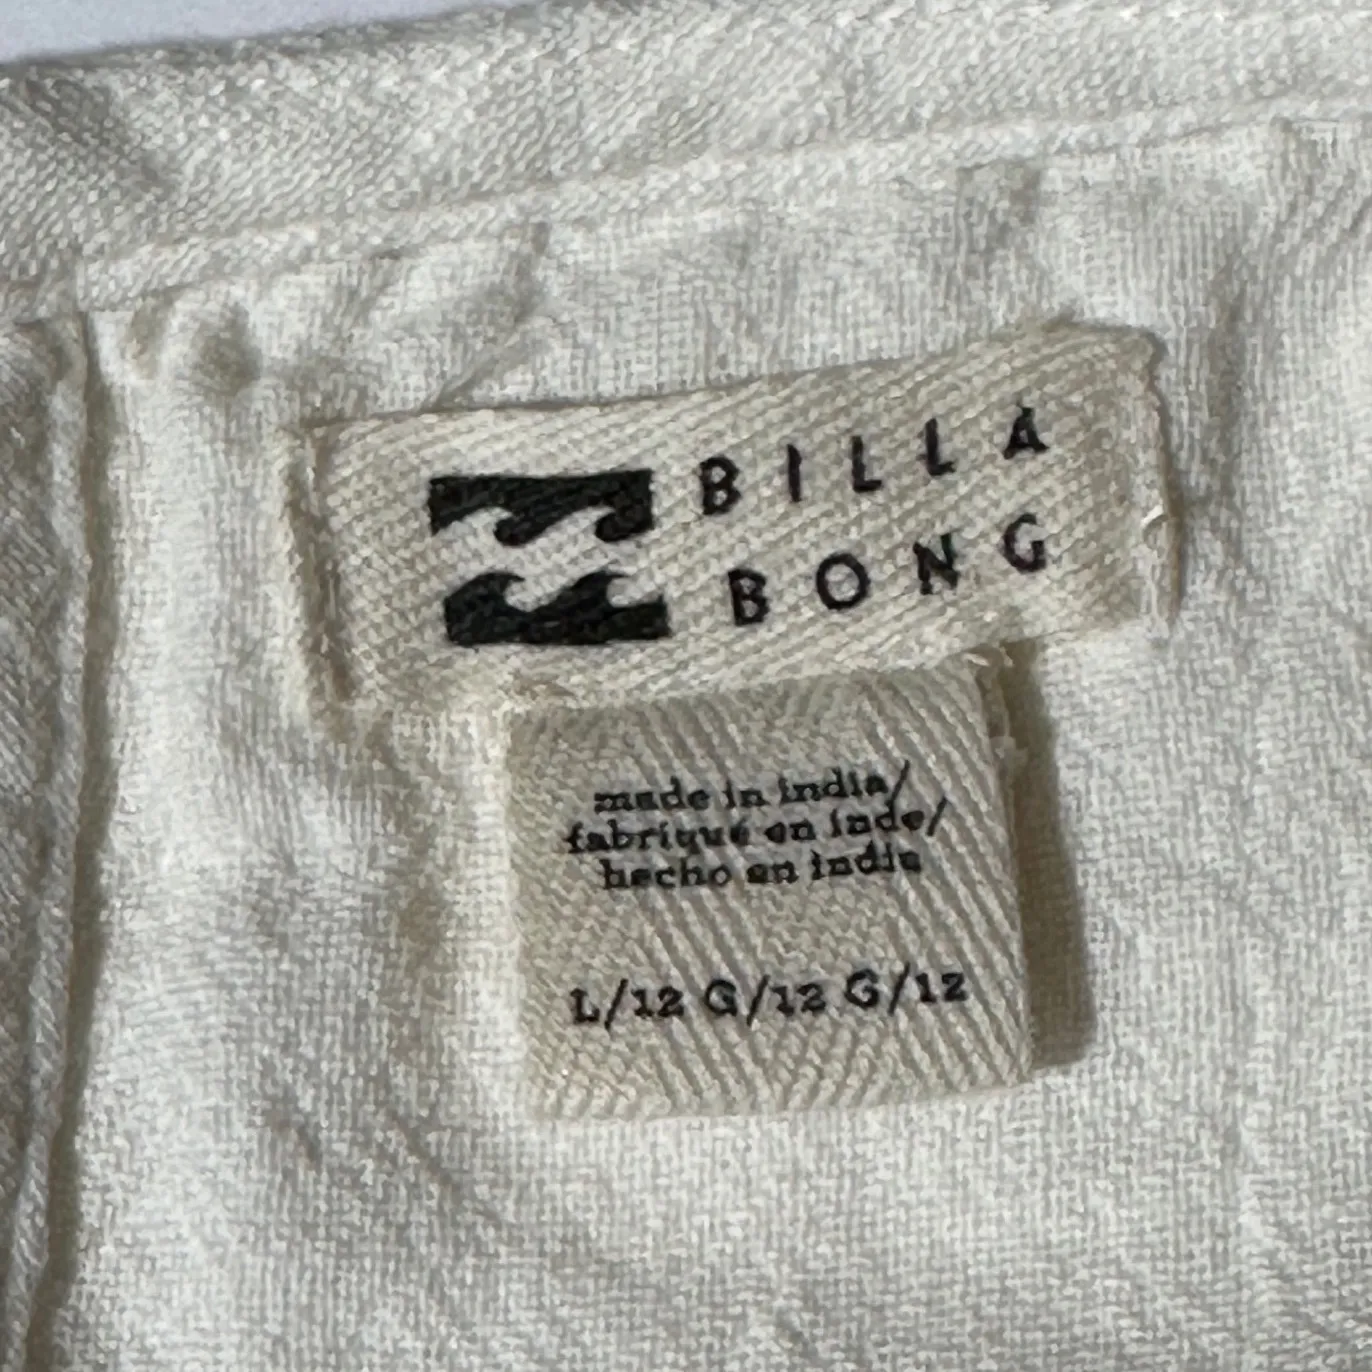 BILLA
BONG
made in india/
fabriqué en inde/
hecho en india
L/12 G/12 G/12